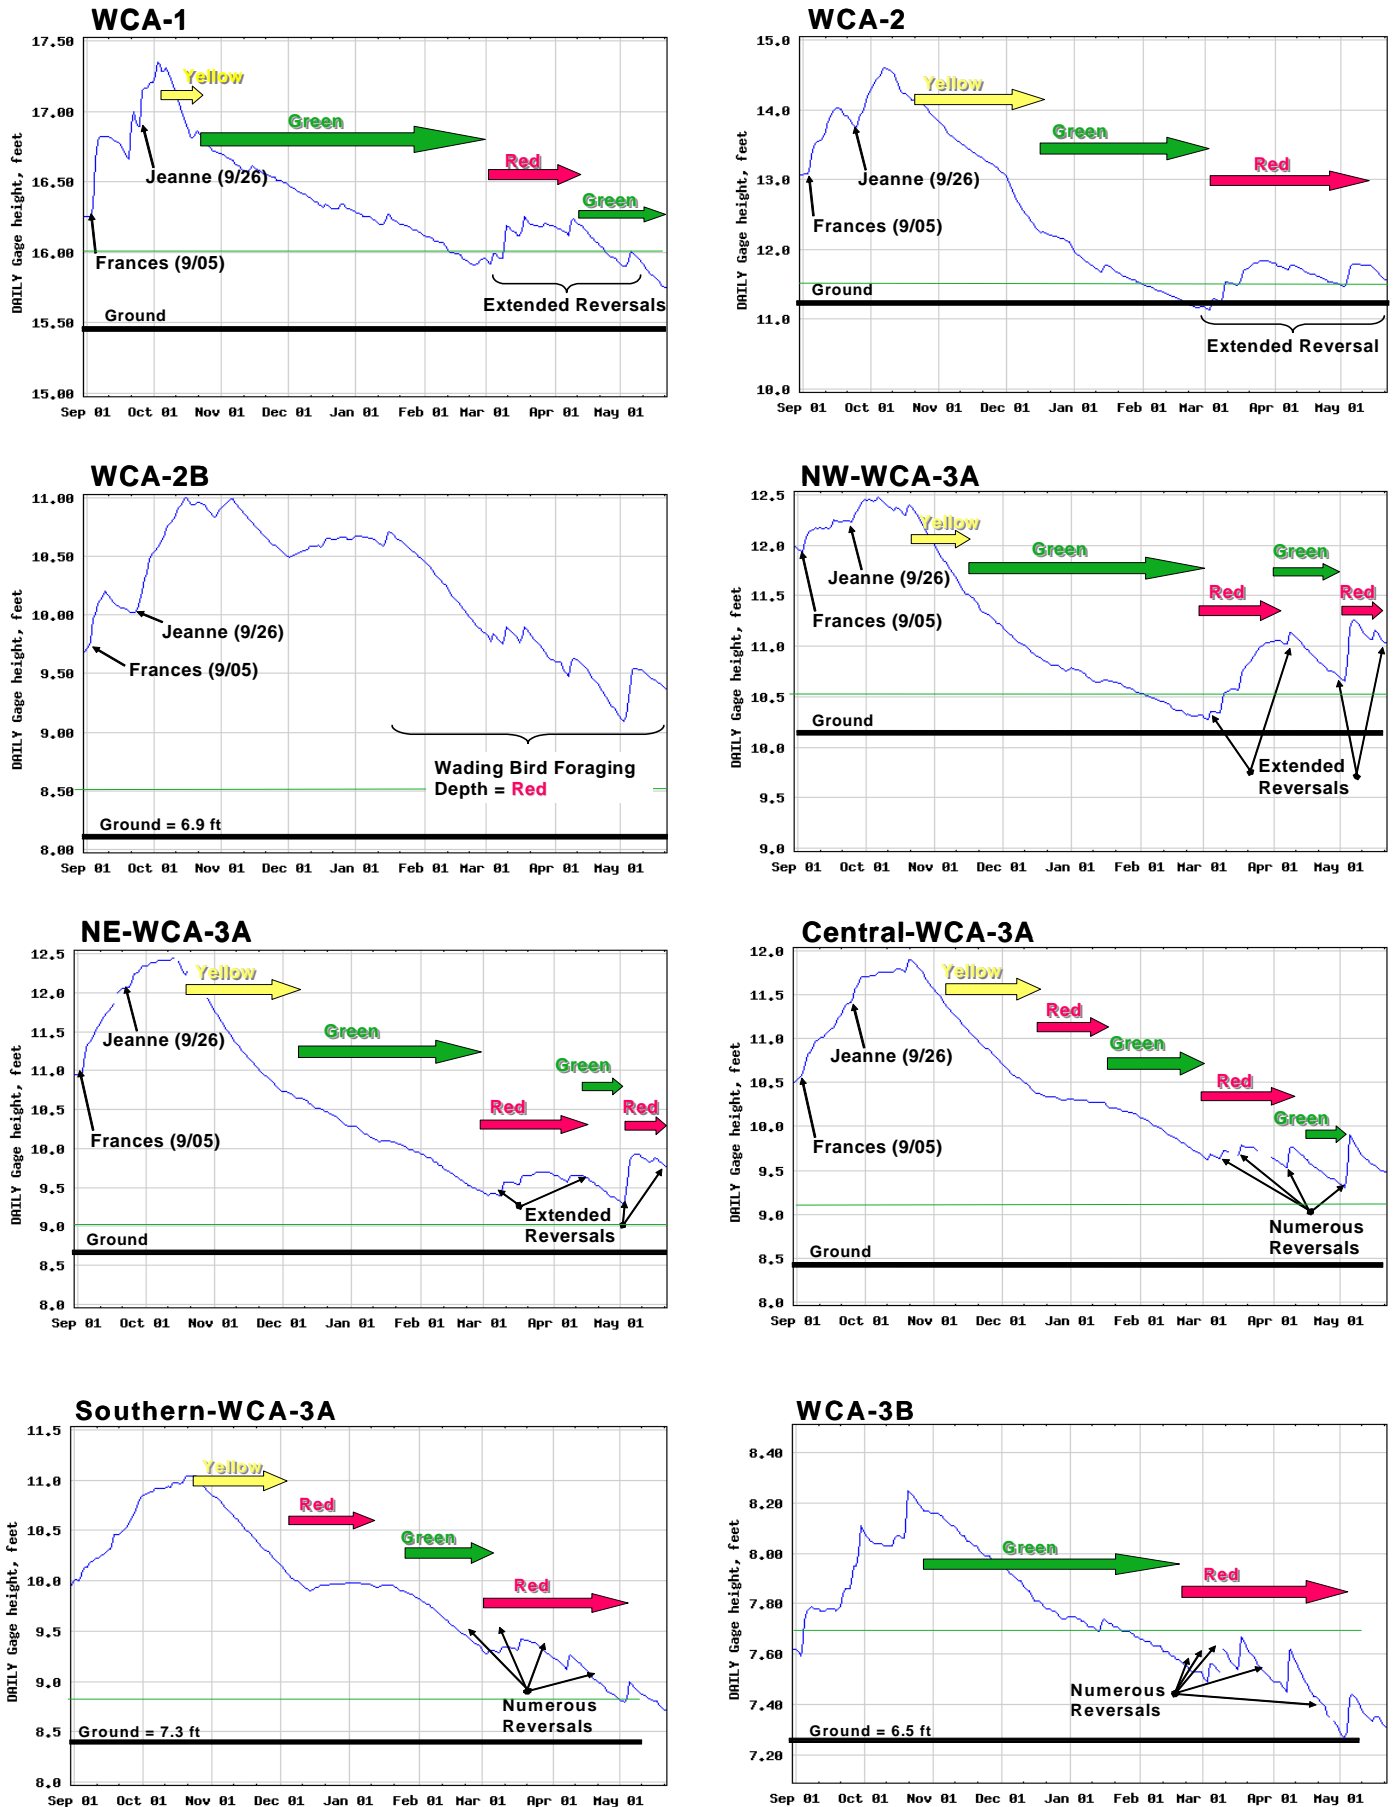 WCA-1
17.50
17.00
16.50
16.00
15.50
15.00
DAILY Gage height, feet
Yellow
Green
Red
Green
Jeanne (9/26)
Frances (9/05)
Extended Reversals
Ground
Sep 01 Oct 01 Nov 01 Dec 01 Jan 01 Feb 01 Mar 01 Apr 01 May 01
WCA-2
15.0
14.0
13.0
12.0
11.0
10.0
DAILY Gage height, feet
Yellow
Green
Red
Jeanne (9/26)
Frances (9/05)
Ground
Extended Reversal
Sep 01 Oct 01 Nov 01 Dec 01 Jan 01 Feb 01 Mar 01 Apr 01 May 01
WCA-2B
11.00
10.50
10.00
9.50
9.00
8.50
8.00
DAILY Gage height, feet
Jeanne (9/26)
Frances (9/05)
Wading Bird Foraging
Depth = Red
Ground = 6.9 ft
Sep 01 Oct 01 Nov 01 Dec 01 Jan 01 Feb 01 Mar 01 Apr 01 May 01
NW-WCA-3A
12.5
12.0
11.5
11.0
10.5
10.0
9.5
9.0
DAILY Gage height, feet
Yellow
Green
Green
Red
Red
Jeanne (9/26)
Frances (9/05)
Ground
Extended
Reversals
Sep 01 Oct 01 Nov 01 Dec 01 Jan 01 Feb 01 Mar 01 Apr 01 May 01
NE-WCA-3A
12.5
12.0
11.5
11.0
10.5
10.0
9.5
9.0
8.5
8.0
DAILY Gage height, feet
Yellow
Green
Green
Red
Red
Jeanne (9/26)
Frances (9/05)
Extended
Reversals
Ground
Sep 01 Oct 01 Nov 01 Dec 01 Jan 01 Feb 01 Mar 01 Apr 01 May 01
Central-WCA-3A
12.0
11.5
11.0
10.5
10.0
9.5
9.0
8.5
8.0
DAILY Gage height, feet
Yellow
Red
Green
Red
Green
Jeanne (9/26)
Frances (9/05)
Numerous
Reversals
Ground
Sep 01 Oct 01 Nov 01 Dec 01 Jan 01 Feb 01 Mar 01 Apr 01 May 01
Southern-WCA-3A
11.5
11.0
10.5
10.0
9.5
9.0
8.5
8.0
DAILY Gage height, feet
Yellow
Red
Green
Red
Numerous
Reversals
Ground = 7.3 ft
Sep 01 Oct 01 Nov 01 Dec 01 Jan 01 Feb 01 Mar 01 Apr 01 May 01
WCA-3B
8.40
8.20
8.00
7.80
7.60
7.40
7.20
DAILY Gage height, feet
Green
Red
Numerous
Reversals
Ground = 6.5 ft
Sep 01 Oct 01 Nov 01 Dec 01 Jan 01 Feb 01 Mar 01 Apr 01 May 01